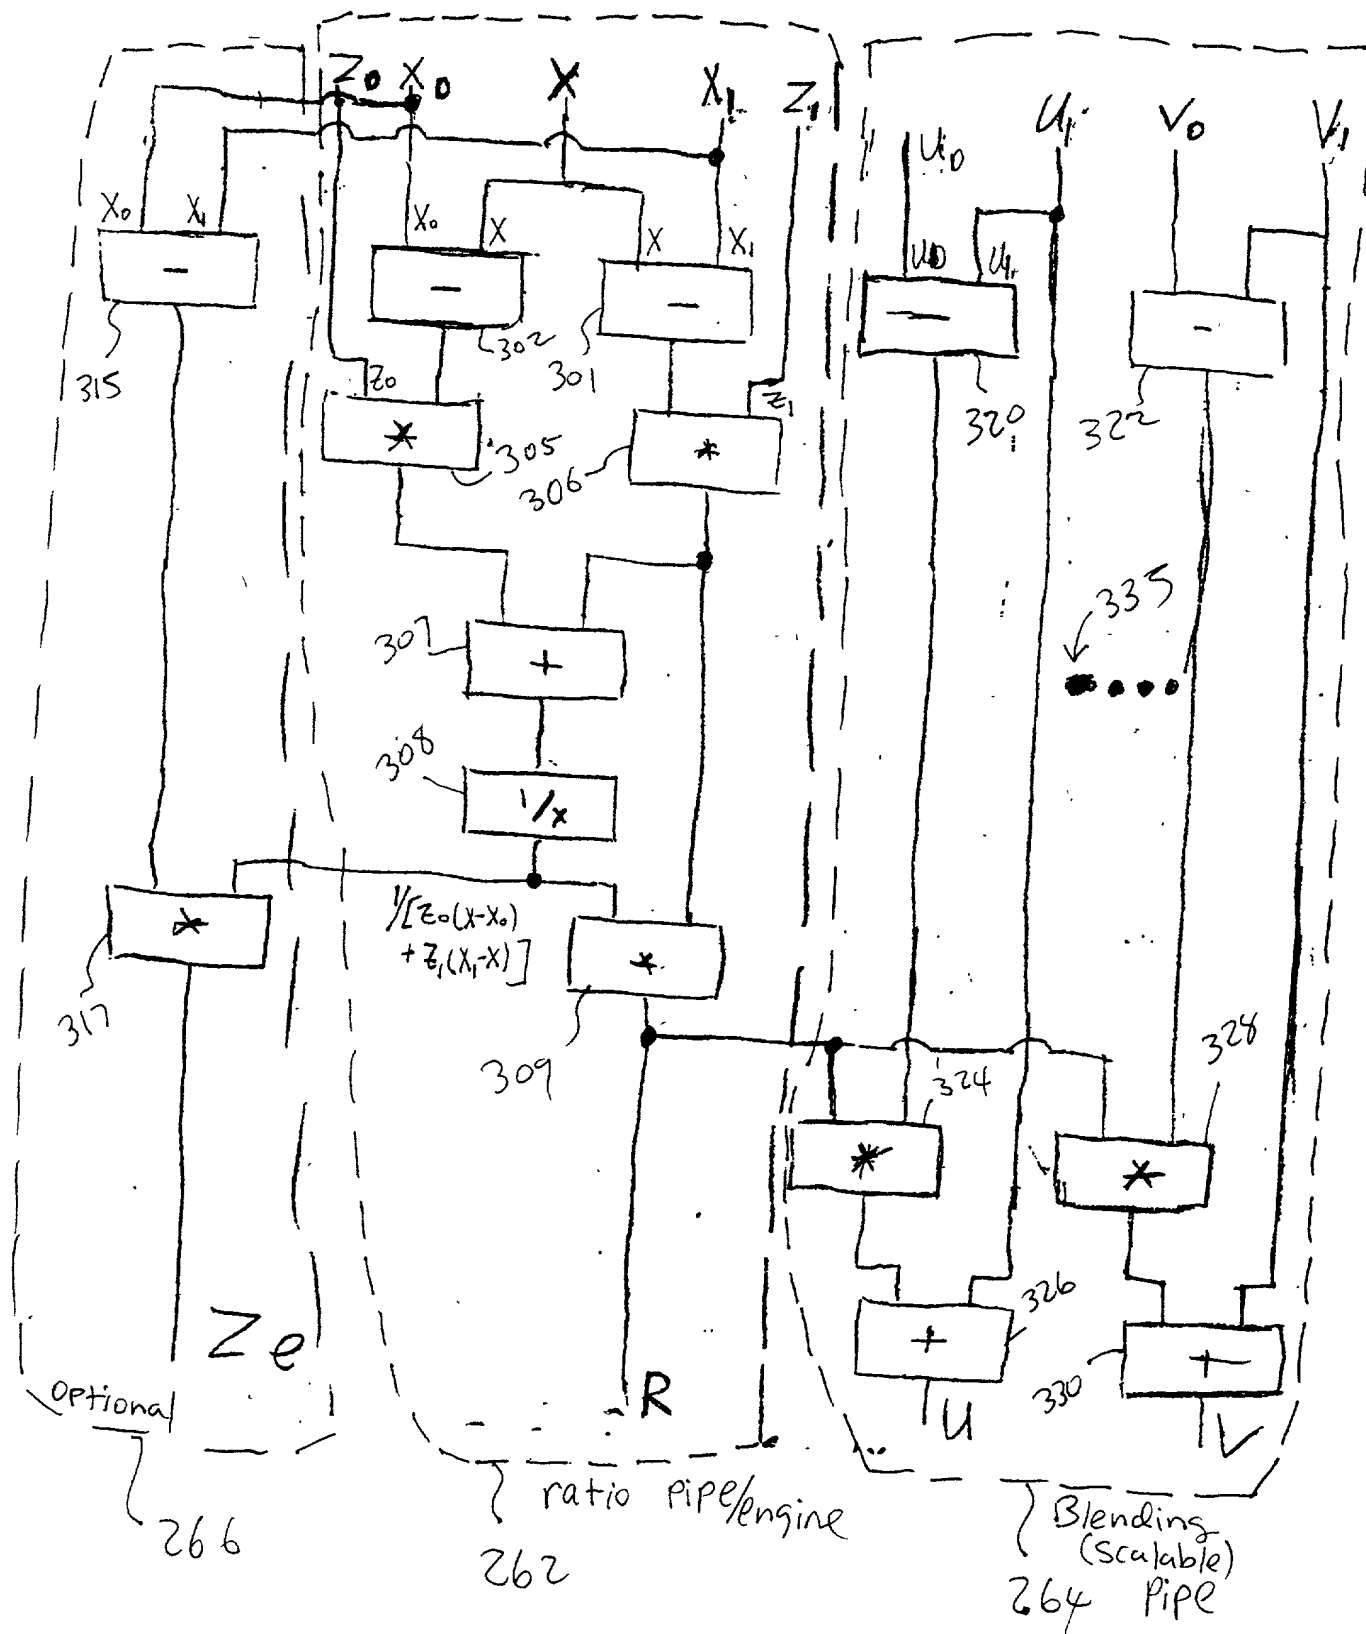 Z0 X0 X X1 Z1
U0 U1 V0 V1
X0 X1 X0 X X X1 U0 U1
- - - - -
315 302 301 320 322
Z0 Z1
* *
305 306
335
307 +
308
1/x
1/[Z0(X-X0)
+ Z1(X1-X)]
* *
317 309
324 328
* *
326
+ +
330
Ze R U V
Optional
266
ratio pipe/engine
262
Blending
(scalable)
264 Pipe